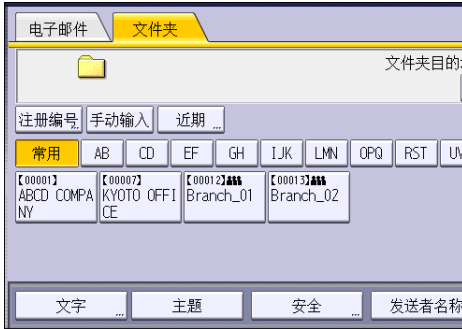 电子邮件 文件夹
文件夹目的
注册编号 手动输入 近期
常用 AB CD EF GH IJK LMN OPQ RST
【00001】 【00007】 【00012】 【00013】
ABCD COMPA KYOTO OFFI Branch_01 Branch_02
NY CE
文字 主题 安全 发送者名称